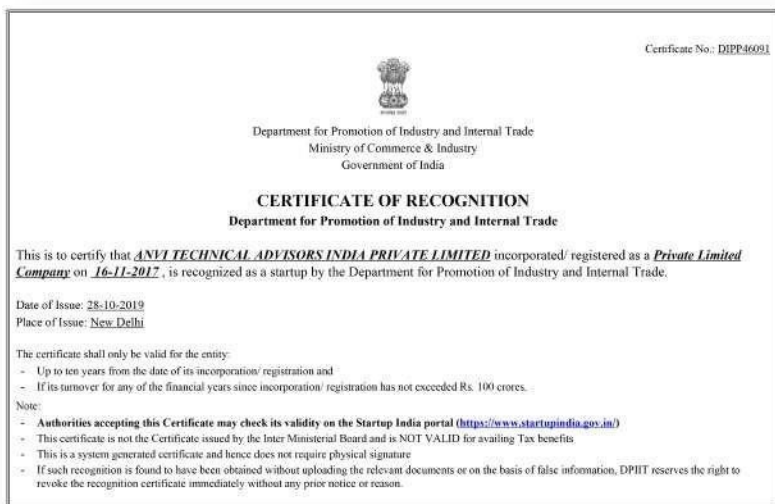 Certificate No.: DIPP46091
Department for Promotion of Industry and Internal Trade
Ministry of Commerce & Industry
Government of India
CERTIFICATE OF RECOGNITION
Department for Promotion of Industry and Internal Trade
This is to certify that ANVI TECHNICAL ADVISORS INDIA PRIVATE LIMITED incorporated/ registered as a Private Limited
Company on 16-11-2017 , is recognized as a startup by the Department for Promotion of Industry and Internal Trade.
Date of Issue: 28-10-2019
Place of Issue: New Delhi
The certificate shall only be valid for the entity:
- Up to ten years from the date of its incorporation/ registration and
- If its turnover for any of the financial years since incorporation/ registration has not exceeded Rs. 100 crores.
Note:
- Authorities accepting this Certificate may check its validity on the Startup India portal (https://www.startupindia.gov.in/)
- This certificate is not the Certificate issued by the Inter Ministerial Board and is NOT VALID for availing Tax benefits
- This is a system generated certificate and hence does not require physical signature
- If such recognition is found to have been obtained without uploading the relevant documents or on the basis of false information, DPIIT reserves the right to
revoke the recognition certificate immediately without any prior notice or reason.